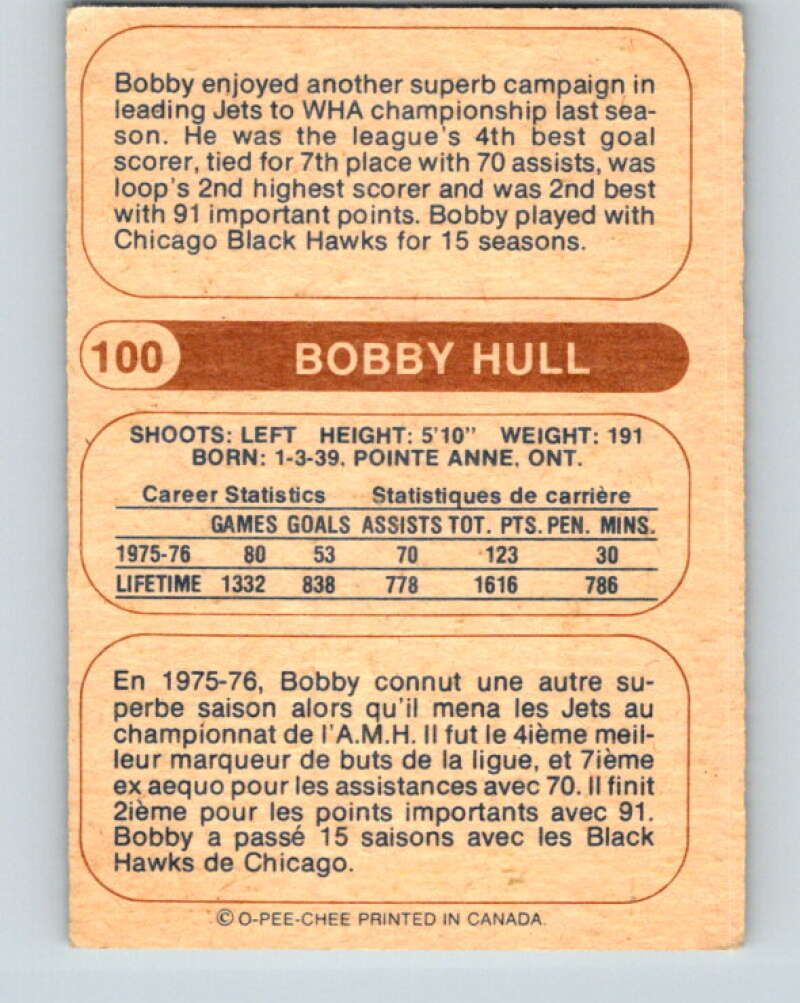 Bobby enjoyed another superb campaign in
leading Jets to WHA championship last sea-
son. He was the league's 4th best goal
scorer, tied for 7th place with 70 assists, was
loop's 2nd highest scorer and was 2nd best
with 91 important points. Bobby played with
Chicago Black Hawks for 15 seasons.
100 BOBBY HULL
SHOOTS: LEFT HEIGHT: 5'10" WEIGHT: 191
BORN: 1-3-39. POINTE ANNE. ONT.
Career Statistics Statistiques de carrière
GAMES GOALS ASSISTS TOT. PTS. PEN. MINS.
1975-76 80 53 70 123 30
LIFETIME 1332 838 778 1616 786
En 1975-76, Bobby connut une autre su-
perbe saison alors qu'il mena les Jets au
championnat de l'A.M.H. Il fut le 4ième meil-
leur marqueur de buts de la ligue, et 7ième
ex aequo pour les assistances avec 70. Il finit
2ième pour les points importants avec 91.
Bobby a passé 15 saisons avec les Black
Hawks de Chicago.
© O-PEE-CHEE PRINTED IN CANADA.